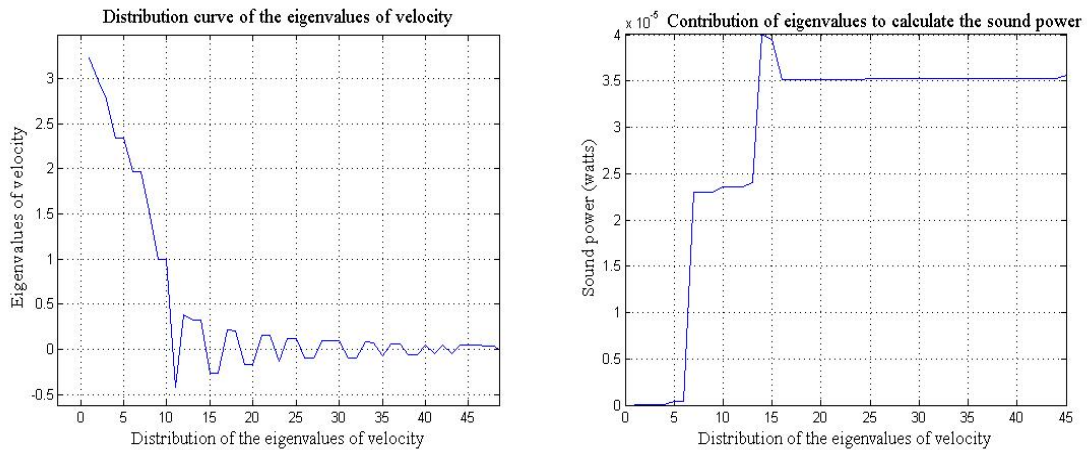 Distribution curve of the eigenvalues of velocity
3
2.5
2
1.5
1
0.5
0
-0.5
0 5 10 15 20 25 30 35 40 45
Eigenvalues of velocity
Distribution of the eigenvalues of velocity
x 10⁻⁵ Contribution of eigenvalues to calculate the sound power
4
3.5
3
2.5
2
1.5
1
0.5
0
0 5 10 15 20 25 30 35 40 45
Sound power (watts)
Distribution of the eigenvalues of velocity